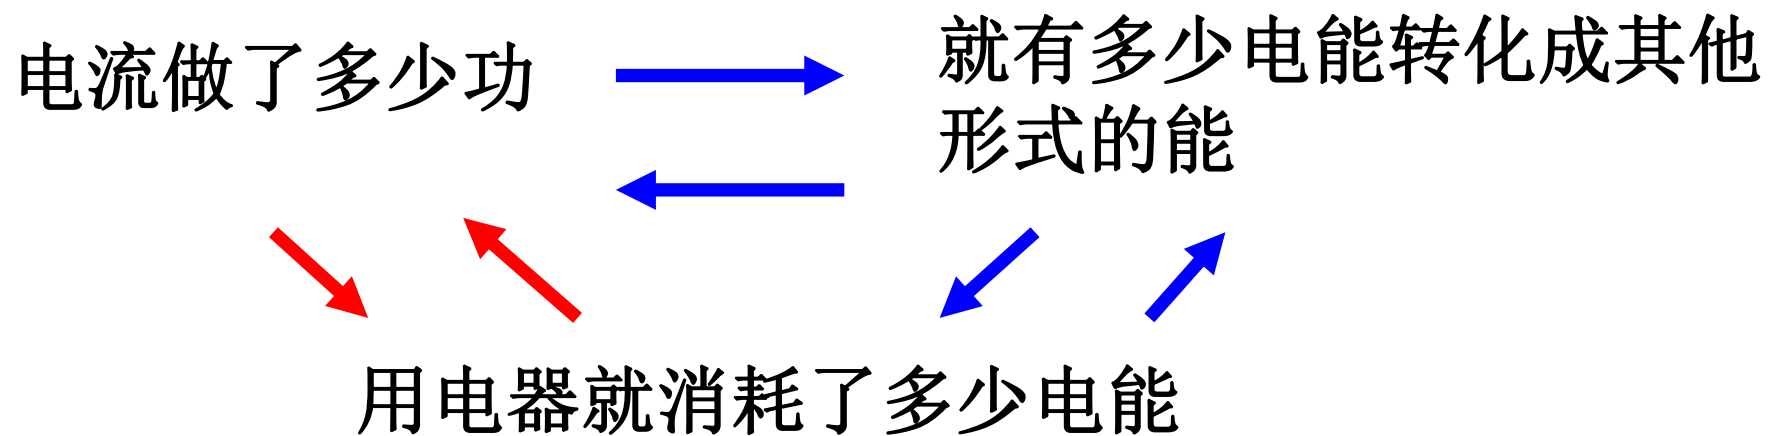 电流做了多少功
就有多少电能转化成其他
形式的能
用电器就消耗了多少电能